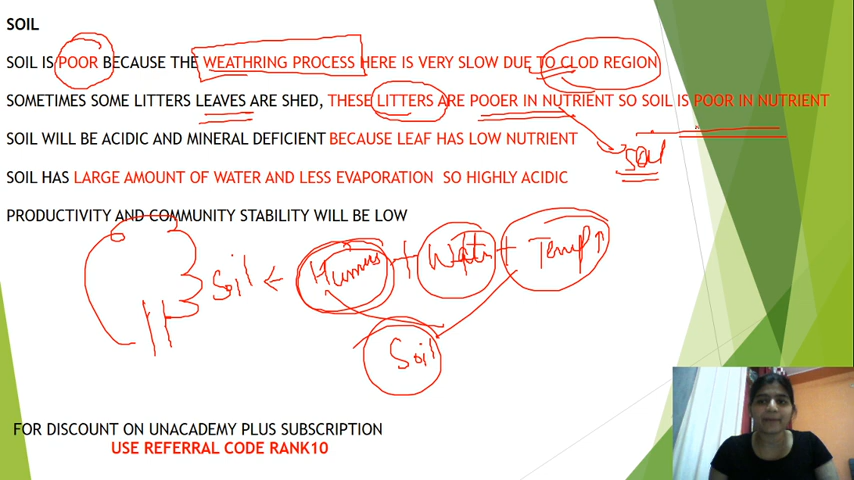 SOIL
SOIL IS POOR BECAUSE THE WEATHRING PROCESS HERE IS VERY SLOW DUE TO CLOD REGION
SOMETIMES SOME LITTERS LEAVES ARE SHED, THESE LITTERS ARE POOER IN NUTRIENT SO SOIL IS POOR IN NUTRIENT
SOIL WILL BE ACIDIC AND MINERAL DEFICIENT BECAUSE LEAF HAS LOW NUTRIENT
Soil
SOIL HAS LARGE AMOUNT OF WATER AND LESS EVAPORATION SO HIGHLY ACIDIC
PRODUCTIVITY AND COMMUNITY STABILITY WILL BE LOW
Soil ← Humus + Water + Temp ↑
Soil
FOR DISCOUNT ON UNACADEMY PLUS SUBSCRIPTION
USE REFERRAL CODE RANK10